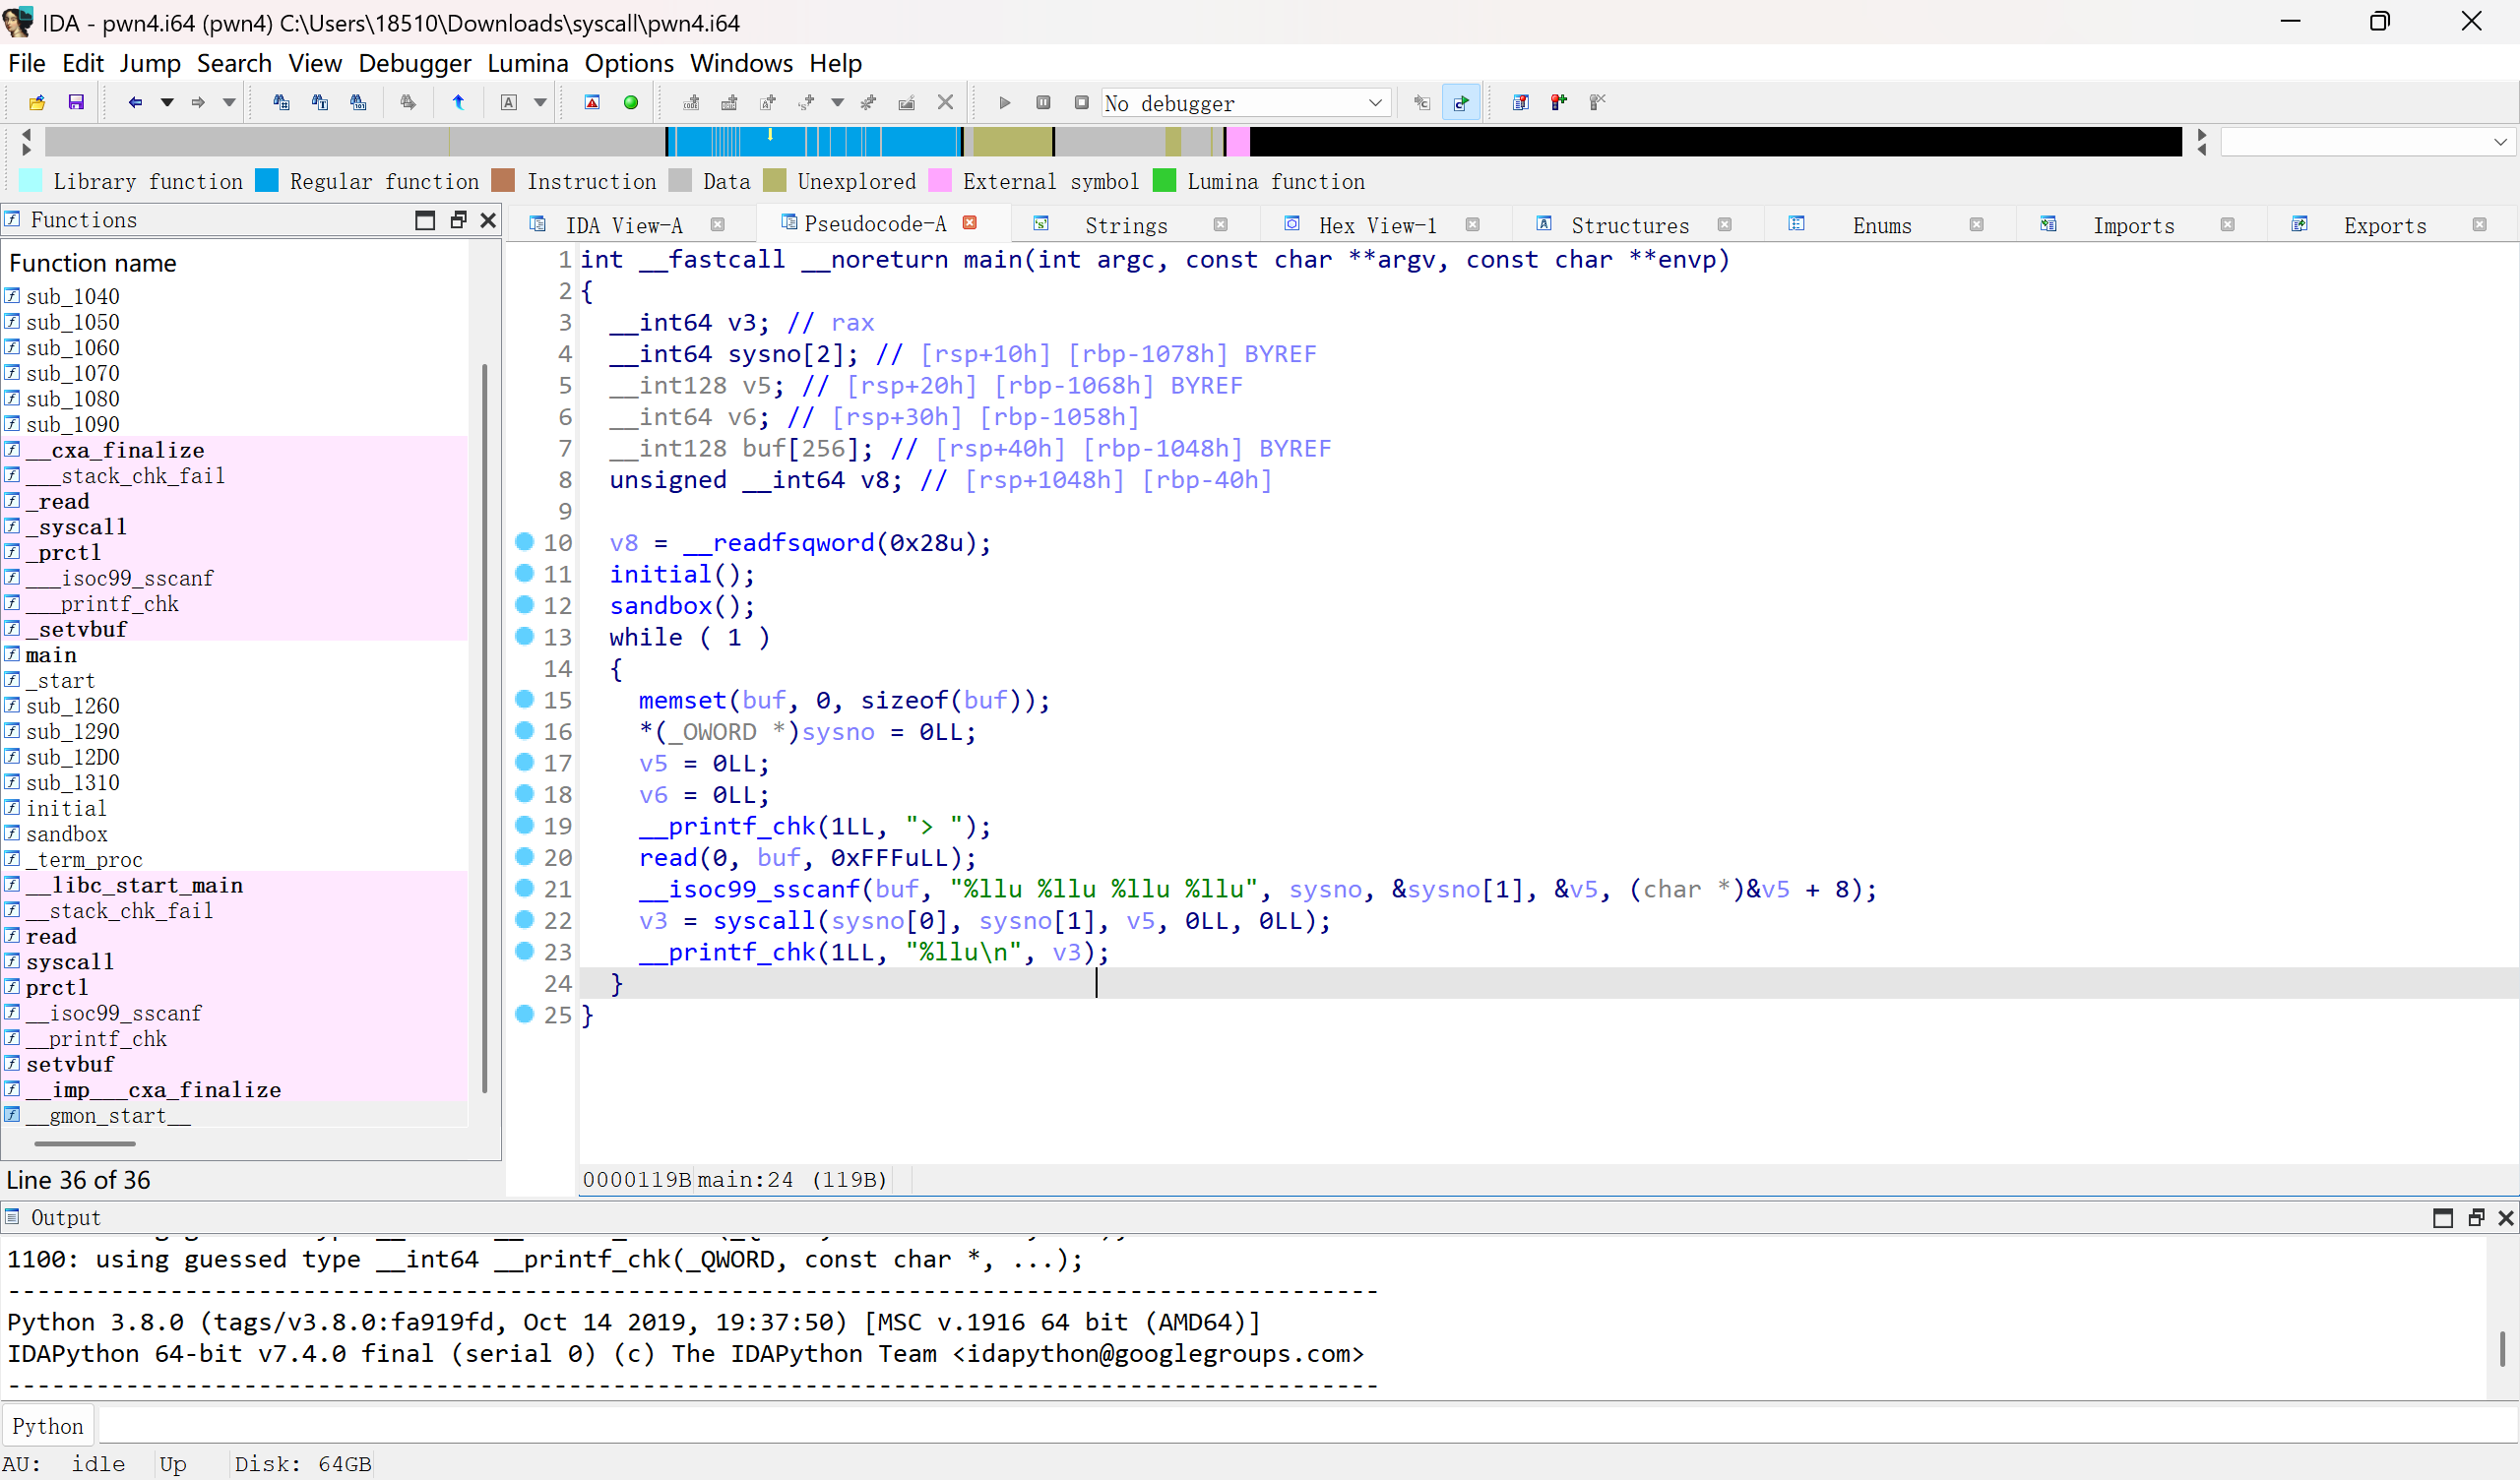 IDA - pwn4.i64 (pwn4) C:\Users\18510\Downloads\syscall\pwn4.i64
File Edit Jump Search View Debugger Lumina Options Windows Help
No debugger
Library function Regular function Instruction Data Unexplored External symbol Lumina function
Functions
IDA View-A Pseudocode-A Strings Hex View-1 Structures Enums Imports Exports
Function name
sub_1040
sub_1050
sub_1060
sub_1070
sub_1080
sub_1090
__cxa_finalize
___stack_chk_fail
_read
_syscall
_prctl
___isoc99_sscanf
___printf_chk
_setvbuf
main
_start
sub_1260
sub_1290
sub_12D0
sub_1310
initial
sandbox
_term_proc
__libc_start_main
__stack_chk_fail
read
syscall
prctl
__isoc99_sscanf
__printf_chk
setvbuf
__imp___cxa_finalize
__gmon_start__
Line 36 of 36
1 int __fastcall __noreturn main(int argc, const char **argv, const char **envp)
2 {
3   __int64 v3; // rax
4   __int64 sysno[2]; // [rsp+10h] [rbp-1078h] BYREF
5   __int128 v5; // [rsp+20h] [rbp-1068h] BYREF
6   __int64 v6; // [rsp+30h] [rbp-1058h]
7   __int128 buf[256]; // [rsp+40h] [rbp-1048h] BYREF
8   unsigned __int64 v8; // [rsp+1048h] [rbp-40h]
9
10   v8 = __readfsqword(0x28u);
11   initial();
12   sandbox();
13   while ( 1 )
14   {
15     memset(buf, 0, sizeof(buf));
16     *(_OWORD *)sysno = 0LL;
17     v5 = 0LL;
18     v6 = 0LL;
19     __printf_chk(1LL, "> ");
20     read(0, buf, 0xFFFuLL);
21     __isoc99_sscanf(buf, "%llu %llu %llu %llu", sysno, &sysno[1], &v5, (char *)&v5 + 8);
22     v3 = syscall(sysno[0], sysno[1], v5, 0LL, 0LL);
23     __printf_chk(1LL, "%llu\n", v3);
24   }
25 }
0000119B main:24 (119B)
Output
1100: using guessed type __int64 __printf_chk(_QWORD, const char *, ...);
---------------------------------------------------------------------------------------------
Python 3.8.0 (tags/v3.8.0:fa919fd, Oct 14 2019, 19:37:50) [MSC v.1916 64 bit (AMD64)]
IDAPython 64-bit v7.4.0 final (serial 0) (c) The IDAPython Team <idapython@googlegroups.com>
---------------------------------------------------------------------------------------------
Python
AU: idle Up Disk: 64GB